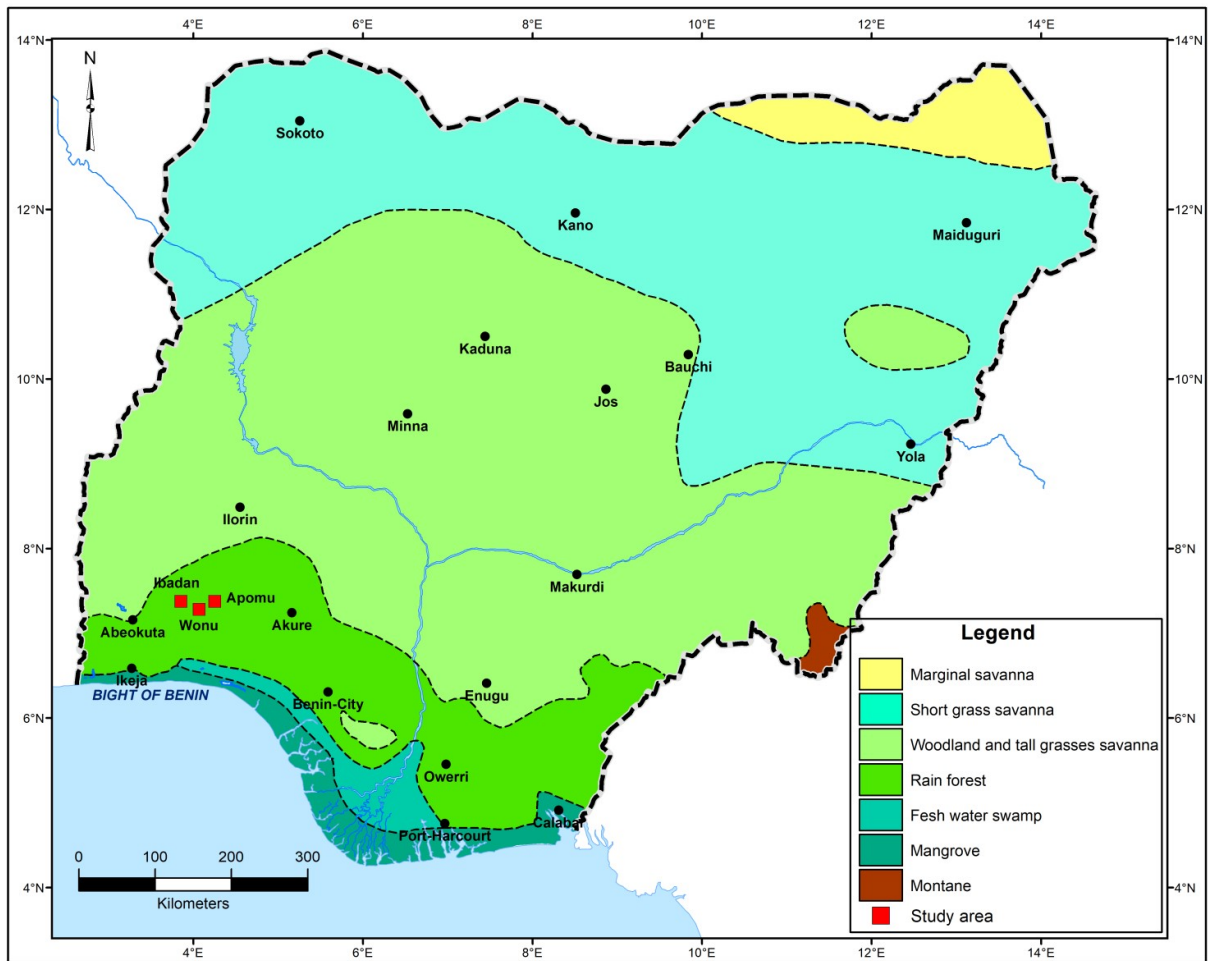 4°E
6°E
8°E
10°E
12°E
14°E
14°N
14°N
N
Sokoto
12°N
12°N
Kano
Maiduguri
Kaduna
Bauchi
10°N
10°N
Jos
Minna
Yola
Ilorin
8°N
8°N
Ibadan
Makurdi
Apomu
Wonu
Akure
Abeokuta
Ikeja
BIGHT OF BENIN
Benin-City
Enugu
6°N
6°N
Owerri
Port-Harcourt
Calabar
Legend
Marginal savanna
Short grass savanna
Woodland and tall grasses savanna
Rain forest
Fesh water swamp
Mangrove
Montane
Study area
0
100
200
300
Kilometers
4°N
4°N
4°E
6°E
8°E
10°E
12°E
14°E